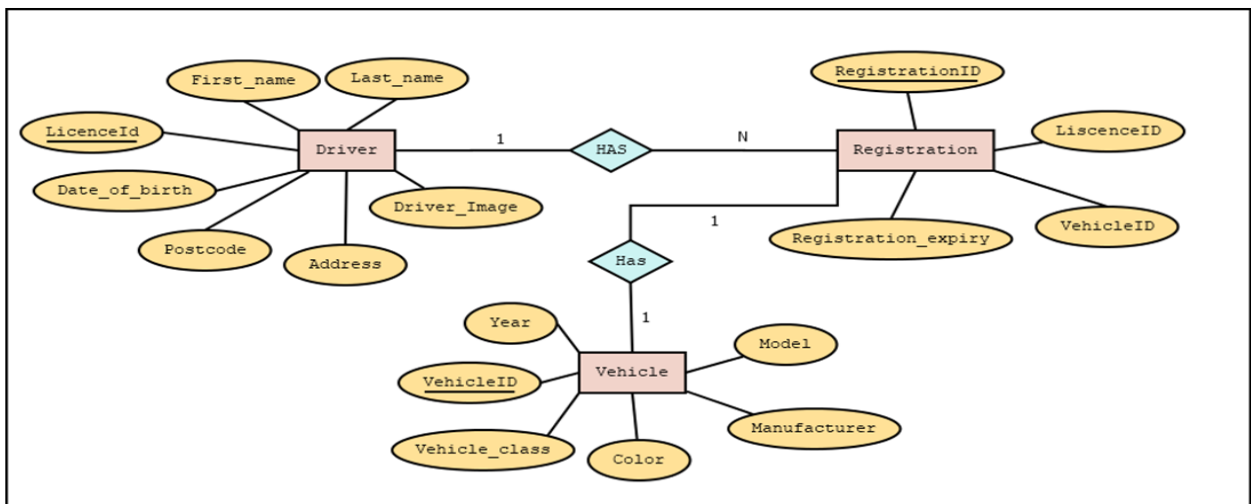 First_name
Last_name
RegistrationID
LicenceId
LiscenceID
Driver
1
HAS
N
Registration
Date_of_birth
Driver_Image
VehicleID
Postcode
Address
1
Registration_expiry
Has
Year
1
Model
VehicleID
Vehicle
Manufacturer
Vehicle_class
Color